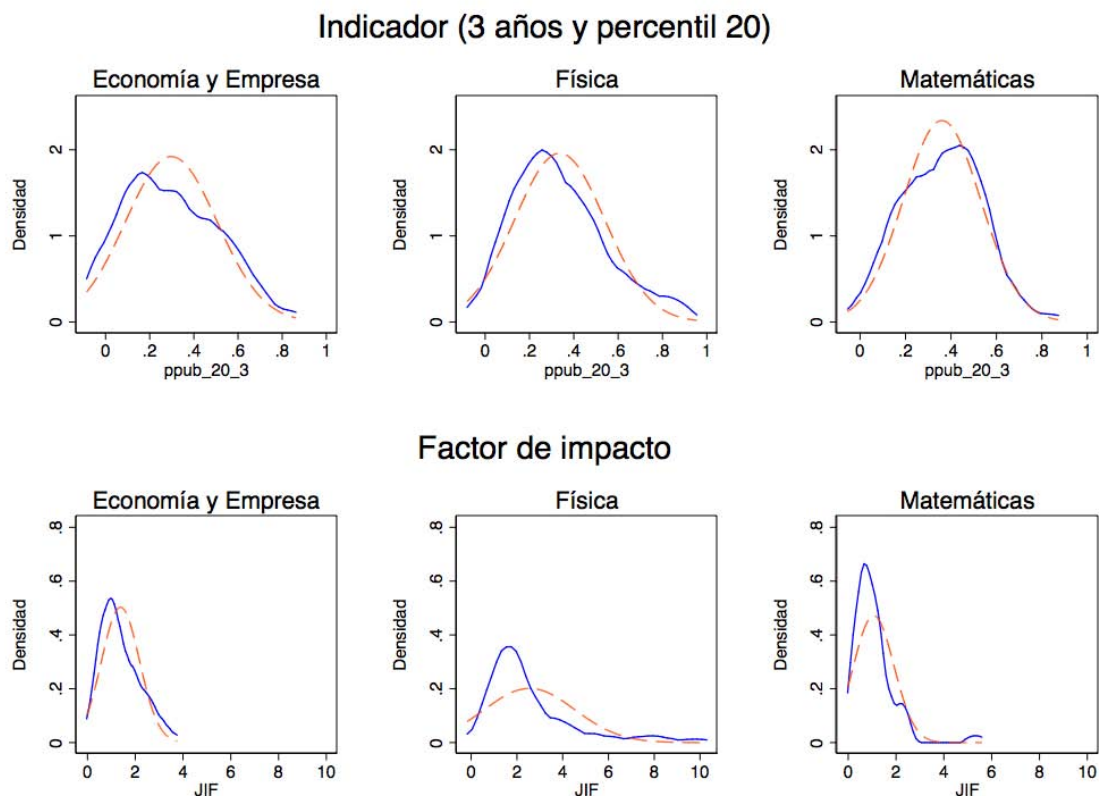 Indicador (3 años y percentil 20)
Economía y Empresa
Física
Matemáticas
Densidad
0 1 2
0 .2 .4 .6 .8 1
ppub_20_3
Densidad
0 1 2
0 .2 .4 .6 .8 1
ppub_20_3
Densidad
0 1 2
0 .2 .4 .6 .8 1
ppub_20_3
Factor de impacto
Economía y Empresa
Física
Matemáticas
Densidad
0 .2 .4 .6 .8
0 2 4 6 8 10
JIF
Densidad
0 .2 .4 .6 .8
0 2 4 6 8 10
JIF
Densidad
0 .2 .4 .6 .8
0 2 4 6 8 10
JIF